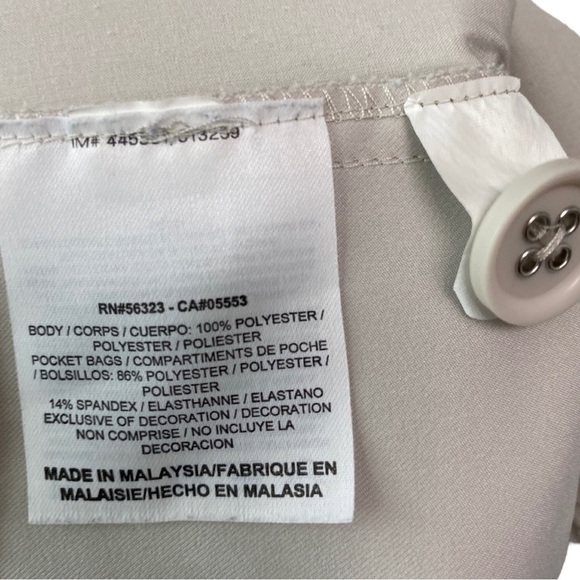 IM#
RN#56323 - CA#05553
BODY / CORPS / CUERPO: 100% POLYESTER /
POLYESTER / POLIESTER
POCKET BAGS / COMPARTIMENTS DE POCHE
/ BOLSILLOS: 86% POLYESTER / POLYESTER /
POLIESTER
14% SPANDEX / ELASTHANNE / ELASTANO
EXCLUSIVE OF DECORATION / DECORATION
NON COMPRISE / NO INCLUYE LA
DECORACION
MADE IN MALAYSIA/FABRIQUE EN
MALAISIE/HECHO EN MALASIA